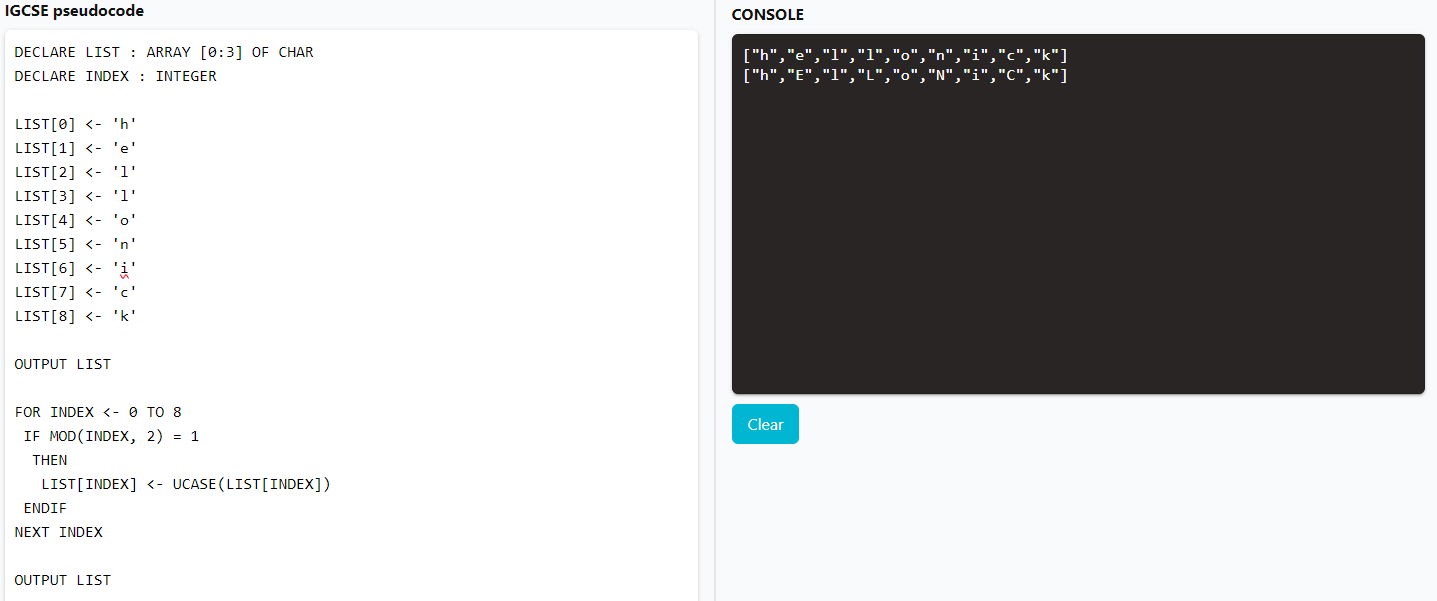 IGCSE pseudocode
DECLARE LIST : ARRAY [0:3] OF CHAR
DECLARE INDEX : INTEGER
LIST[0] <- 'h'
LIST[1] <- 'e'
LIST[2] <- 'l'
LIST[3] <- 'l'
LIST[4] <- 'o'
LIST[5] <- 'n'
LIST[6] <- 'i'
LIST[7] <- 'c'
LIST[8] <- 'k'
OUTPUT LIST
FOR INDEX <- 0 TO 8
IF MOD(INDEX, 2) = 1
THEN
LIST[INDEX] <- UCASE(LIST[INDEX])
ENDIF
NEXT INDEX
OUTPUT LIST
CONSOLE
["h","e","l","l","o","n","i","c","k"]
["h","E","l","L","o","N","i","C","k"]
Clear